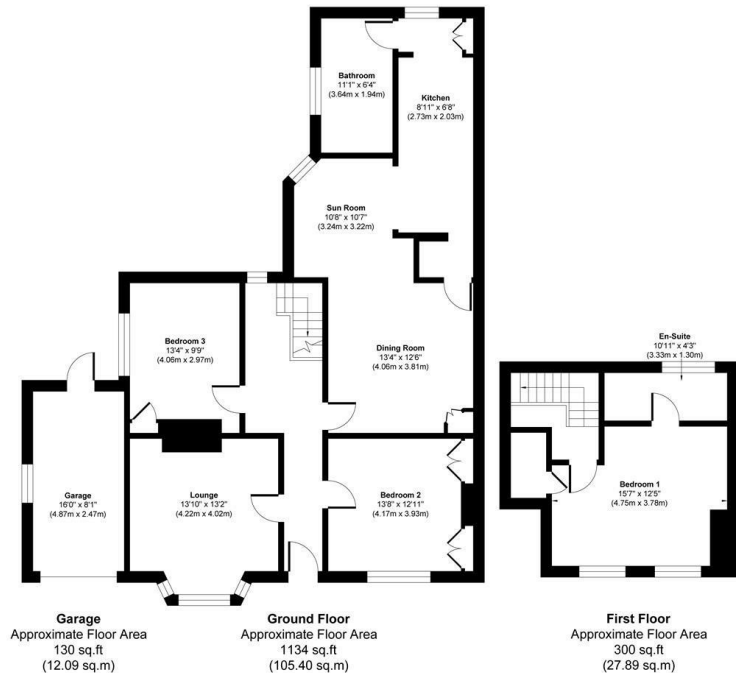 Bathroom
11'1" x 6'4"
(3.64m x 1.94m)
Kitchen
8'11" x 6'8"
(2.73m x 2.03m)
Sun Room
10'8" x 10'7"
(3.24m x 3.22m)
Bedroom 3
13'4" x 9'9"
(4.06m x 2.97m)
Dining Room
13'4" x 12'6"
(4.06m x 3.81m)
En-Suite
10'11" x 4'3"
(3.33m x 1.30m)
Garage
16'0" x 8'1"
(4.87m x 2.47m)
Lounge
13'10" x 13'2"
(4.22m x 4.02m)
Bedroom 2
13'8" x 12'11"
(4.17m x 3.93m)
Bedroom 1
15'7" x 12'5"
(4.75m x 3.78m)
Garage
Approximate Floor Area
130 sq.ft
(12.09 sq.m)
Ground Floor
Approximate Floor Area
1134 sq.ft
(105.40 sq.m)
First Floor
Approximate Floor Area
300 sq.ft
(27.89 sq.m)